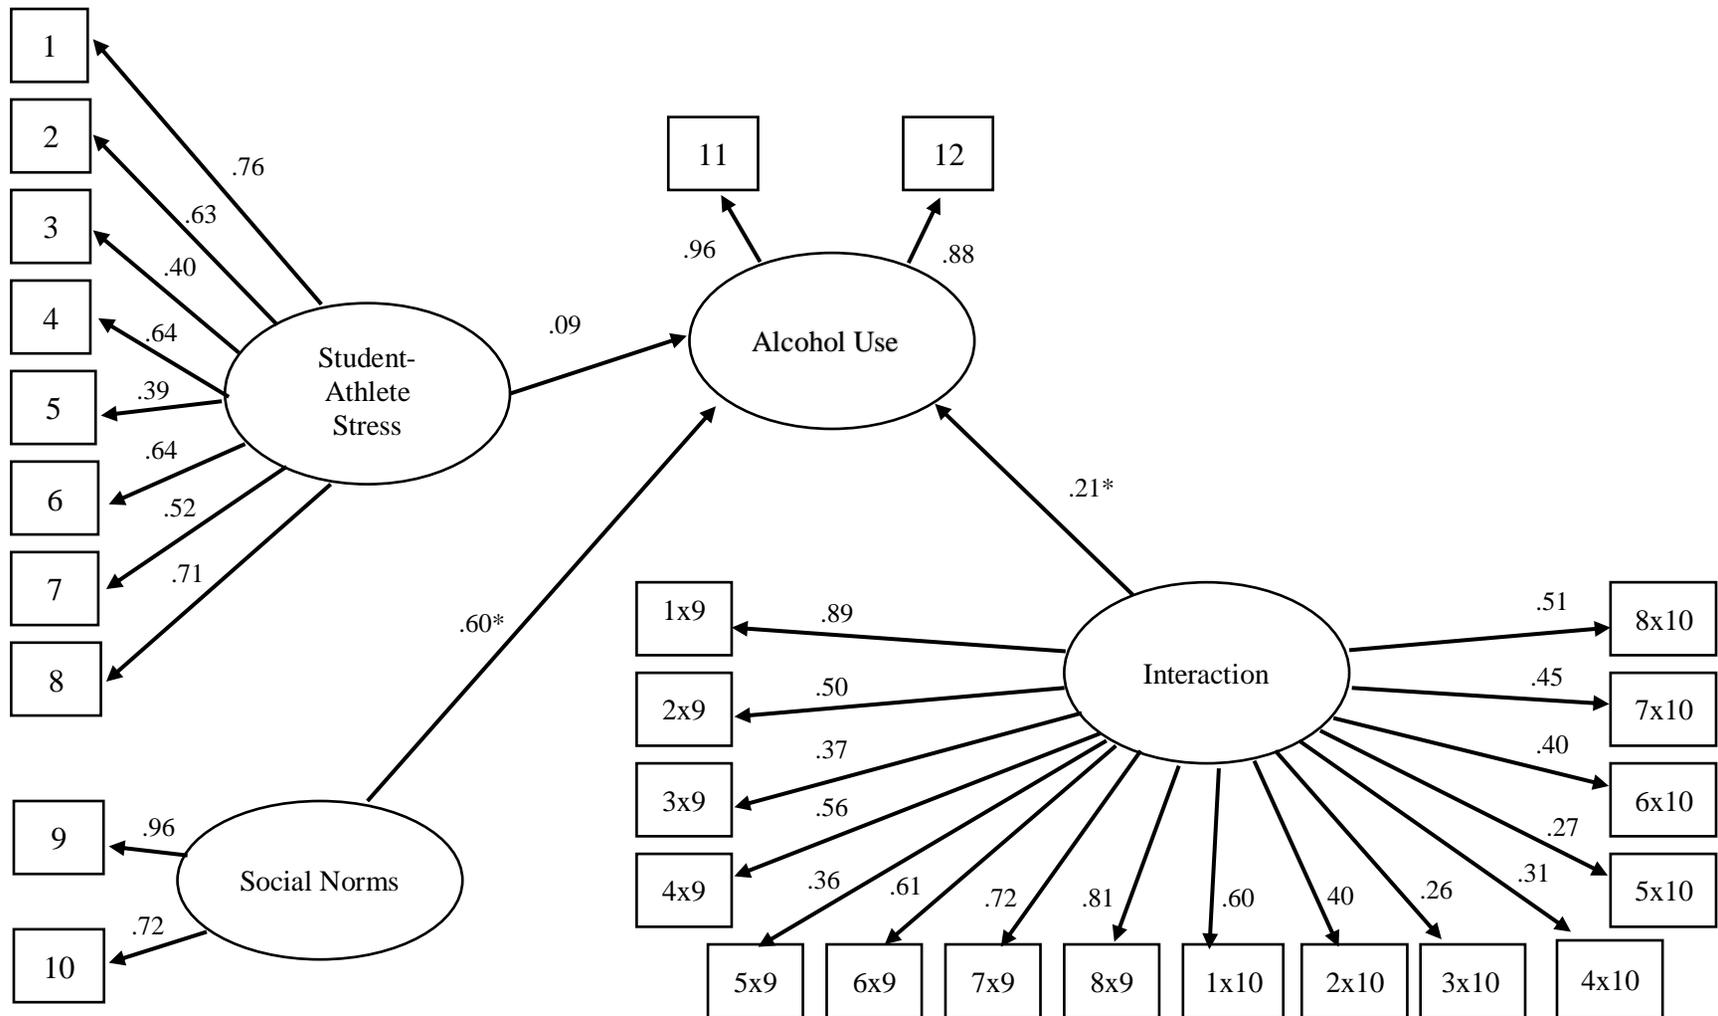 1
2
3
4
5
6
7
8
.76
.63
.40
.64
.39
.64
.52
.71
Student-
Athlete
Stress
.09
11
12
.96
.88
Alcohol Use
.60*
.21*
9
10
.96
.72
Social Norms
Interaction
1x9
2x9
3x9
4x9
.89
.50
.37
.56
.36
.61
.72
.81
.60
.40
.26
.31
.27
.40
.45
.51
5x9
6x9
7x9
8x9
1x10
2x10
3x10
4x10
5x10
6x10
7x10
8x10